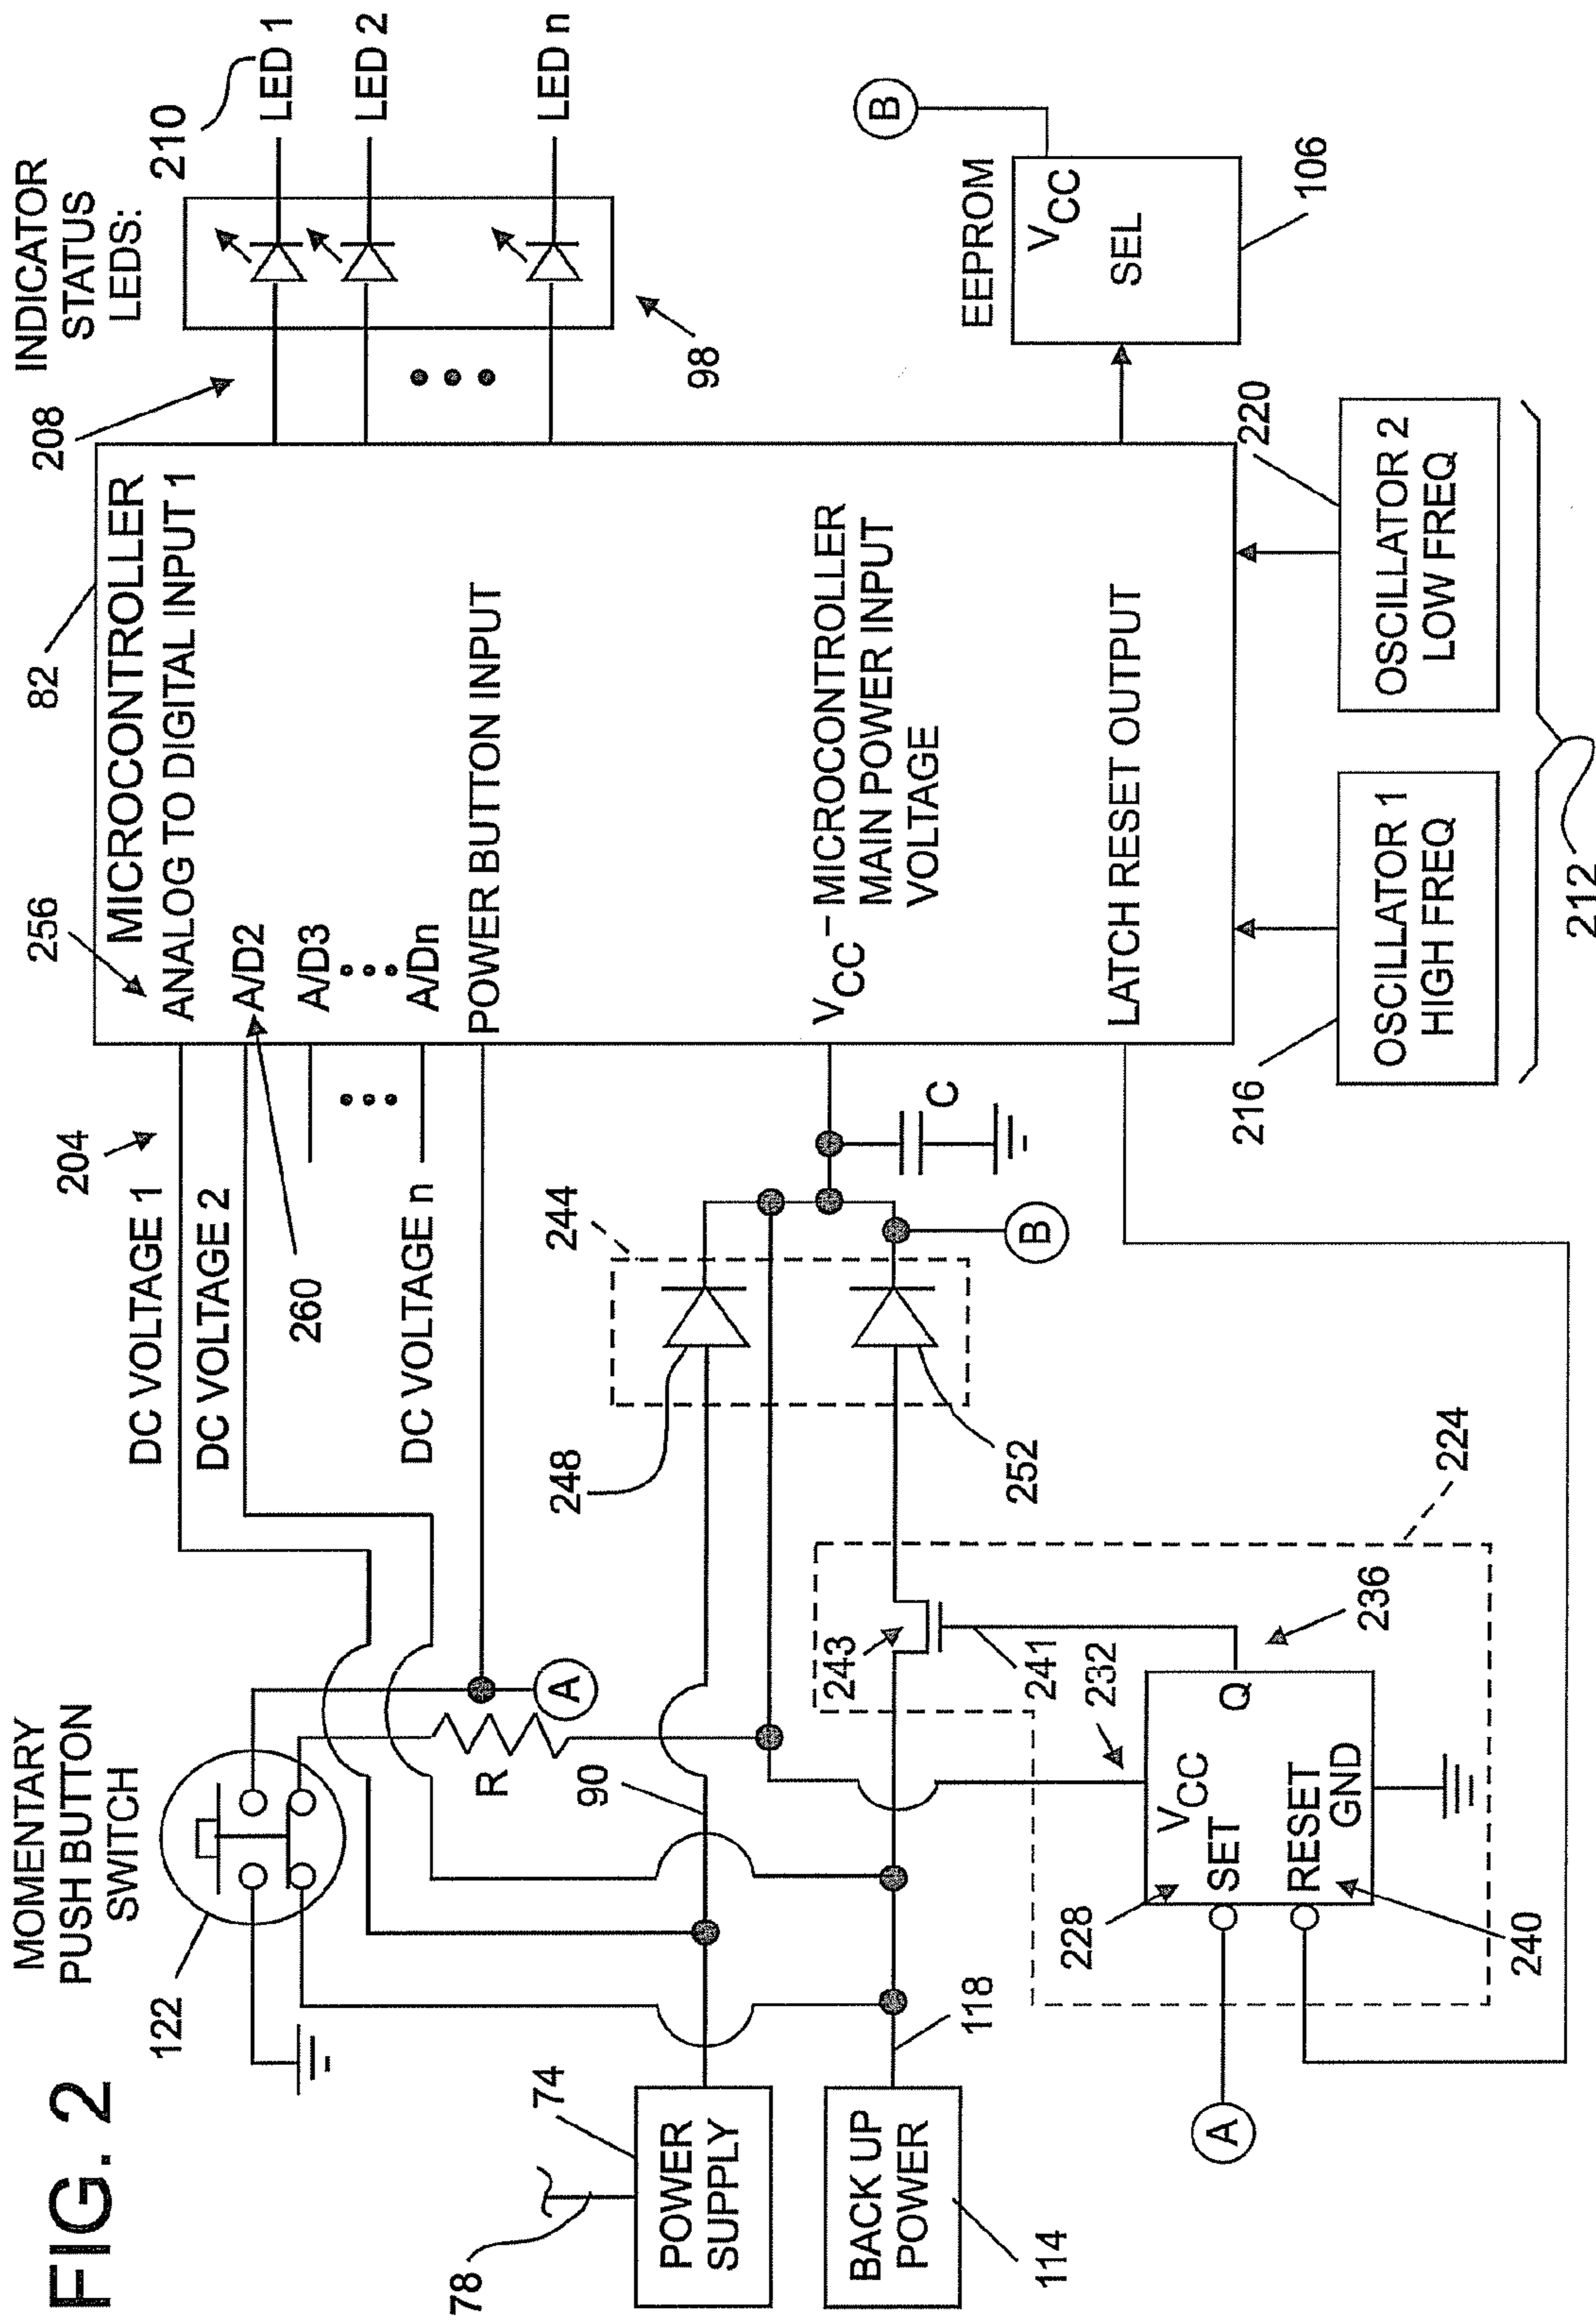 FIG. 2
MOMENTARY
PUSH BUTTON
SWITCH
122
78
74
POWER
SUPPLY
BACK UP
POWER
114
118
90
R
A
DC VOLTAGE 1
DC VOLTAGE 2
DC VOLTAGE n
204
260
248
244
252
B
C
243
241
232
236
224
228
VCC
SET
Q
RESET
GND
240
A
256
82
MICROCONTROLLER
ANALOG TO DIGITAL INPUT 1
A/D2
A/D3
A/Dn
POWER BUTTON INPUT
VCC – MICROCONTROLLER
MAIN POWER INPUT
VOLTAGE
LATCH RESET OUTPUT
216
OSCILLATOR 1
HIGH FREQ
220
OSCILLATOR 2
LOW FREQ
212
INDICATOR
STATUS
LEDS:
208
210
LED 1
LED 2
LED n
98
EEPROM
VCC
SEL
B
106